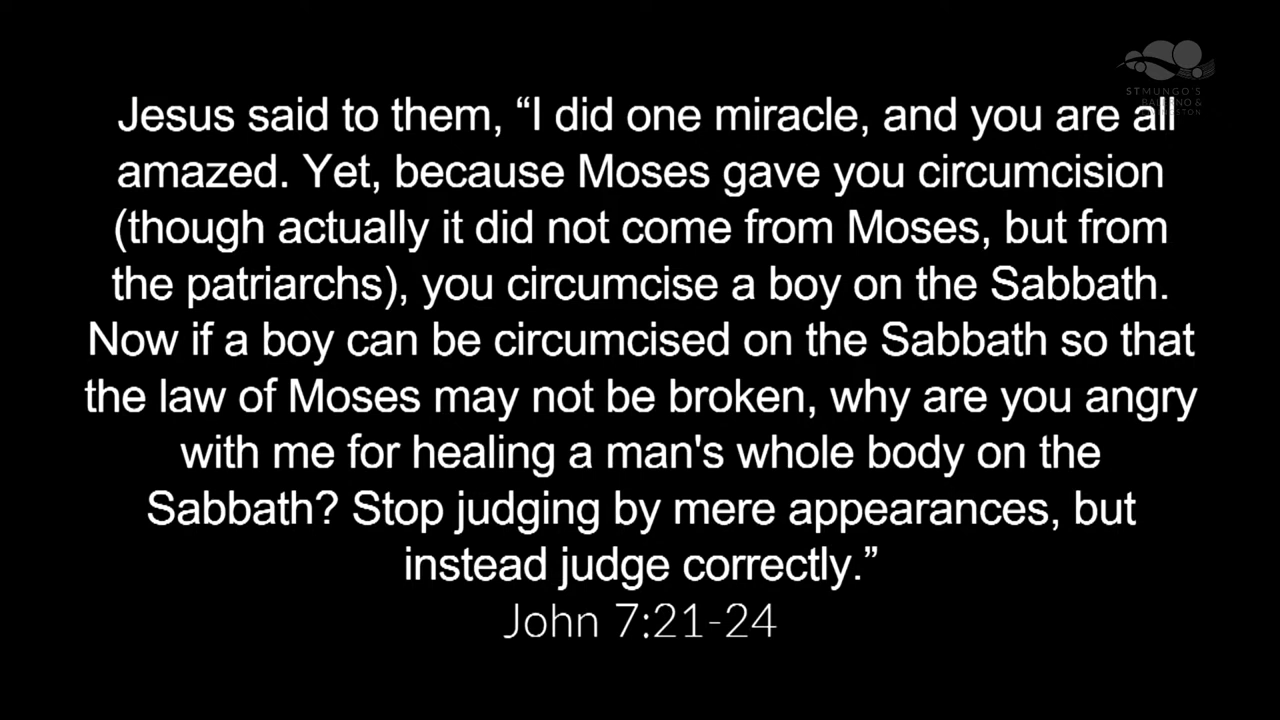 STMUNGO'S
Jesus said to them, “I did one miracle, and you are all
amazed. Yet, because Moses gave you circumcision
(though actually it did not come from Moses, but from
the patriarchs), you circumcise a boy on the Sabbath.
Now if a boy can be circumcised on the Sabbath so that
the law of Moses may not be broken, why are you angry
with me for healing a man's whole body on the
Sabbath? Stop judging by mere appearances, but
instead judge correctly.”
John 7:21-24